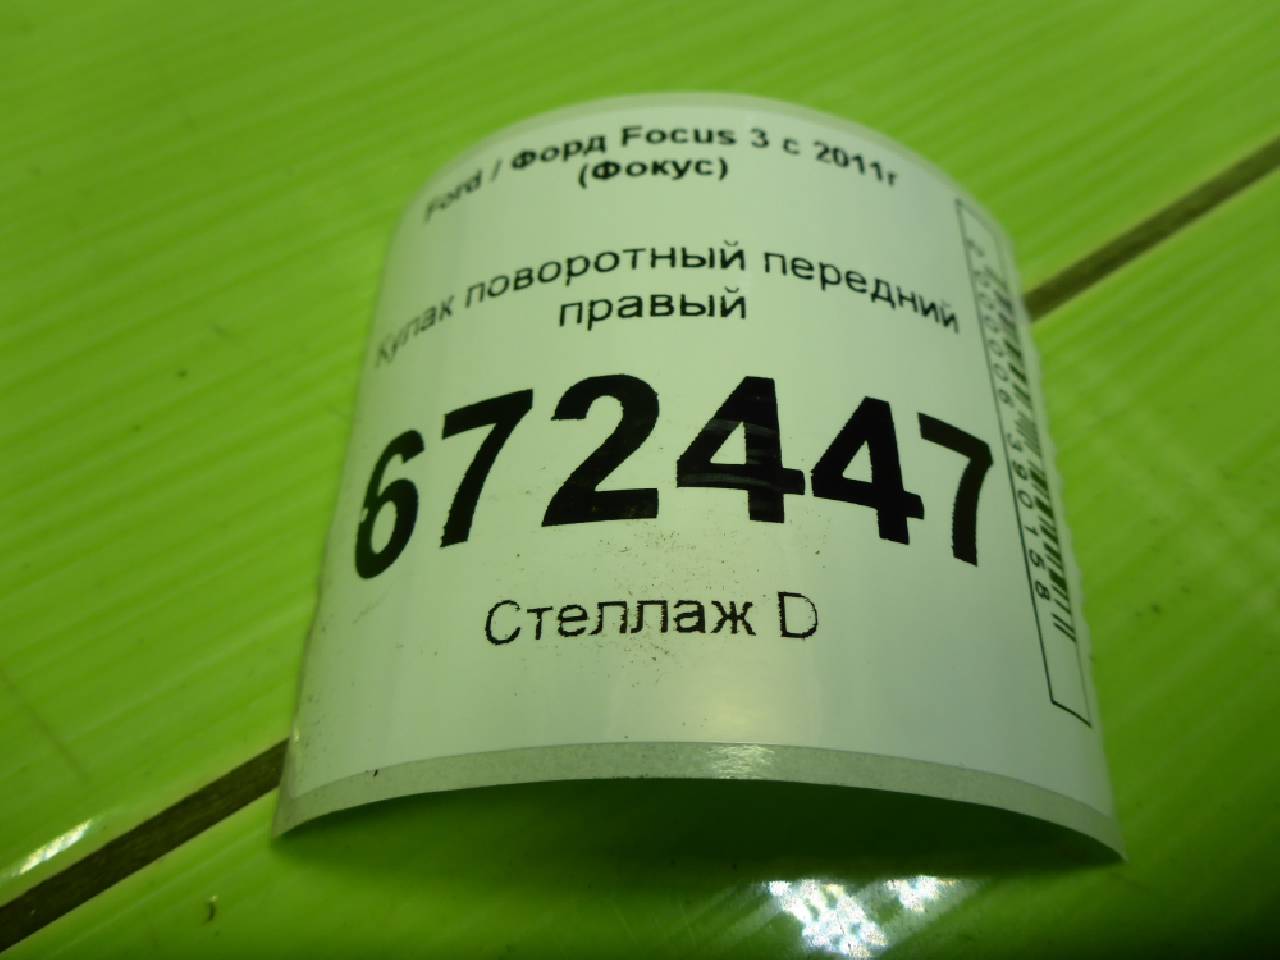 Ford / Форд Focus 3 с 2011г
(Фокус)
Кулак поворотный передний
правый
672447
Стеллаж D